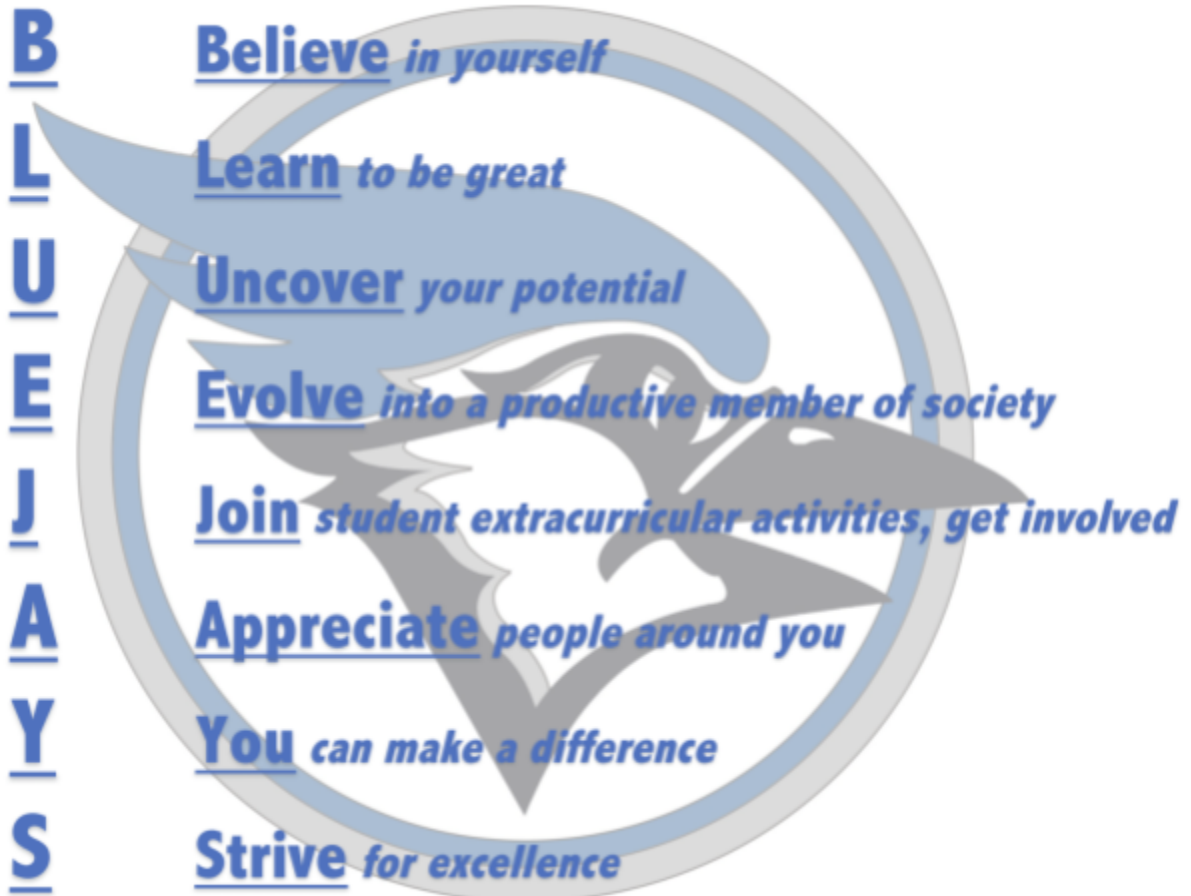 B Believe in yourself
L Learn to be great
U Uncover your potential
E Evolve into a productive member of society
J Join student extracurricular activities, get involved
A Appreciate people around you
Y You can make a difference
S Strive for excellence